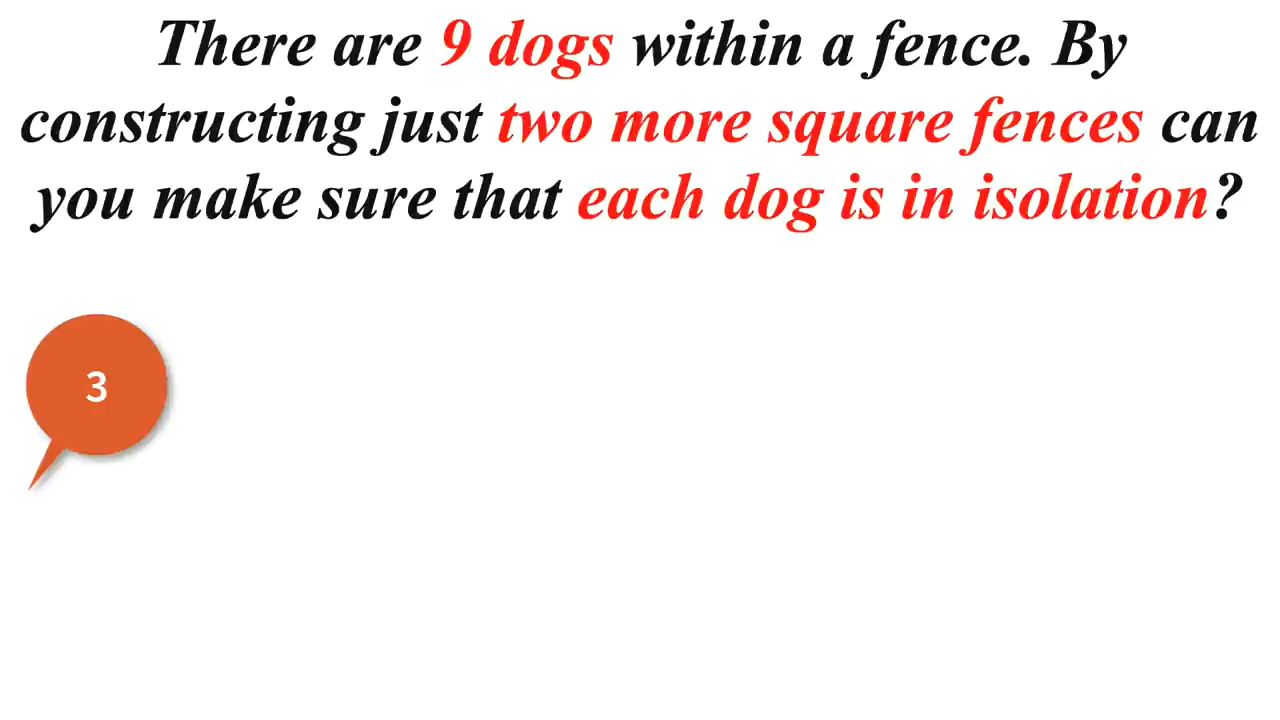 There are 9 dogs within a fence. By
constructing just two more square fences can
you make sure that each dog is in isolation?
3